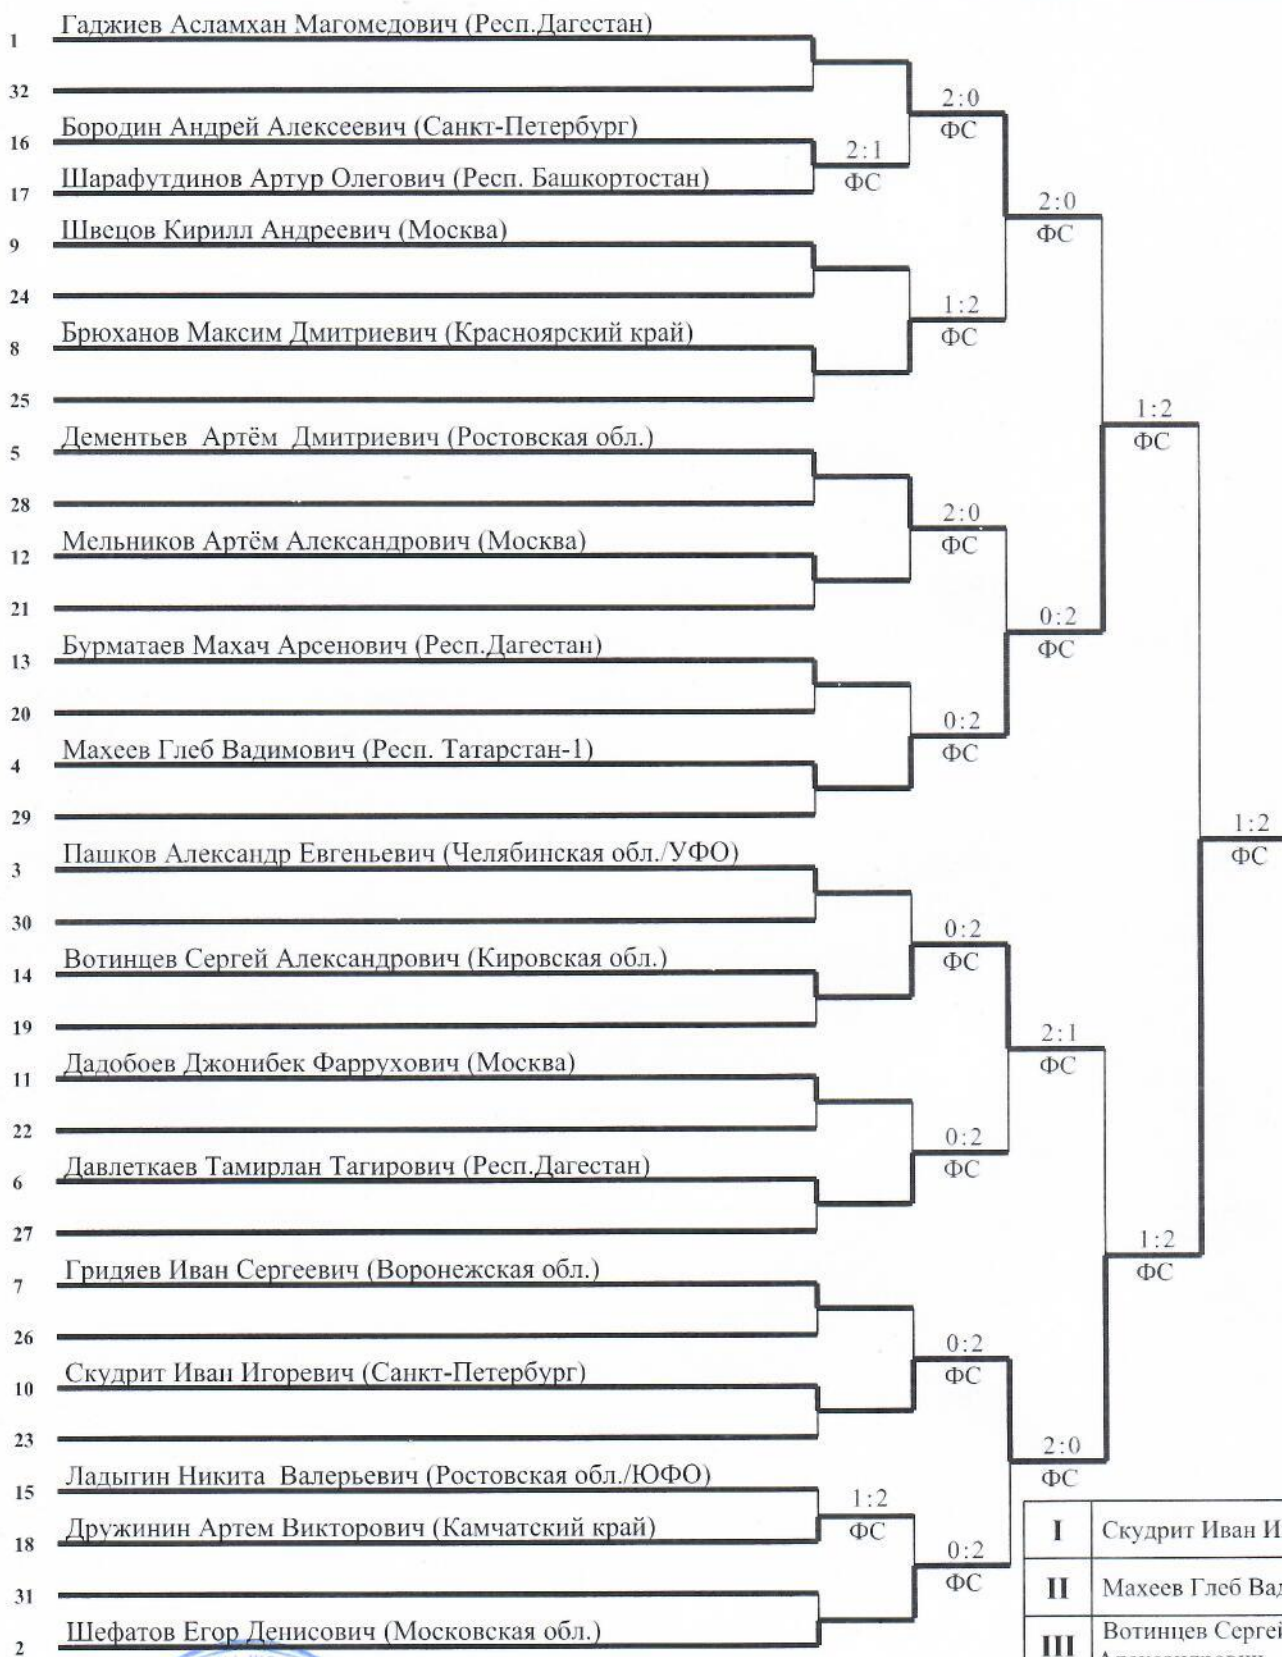 Гаджиев Асламхан Магомедович (Респ.Дагестан)
1
32
2:0
ФС
Бородин Андрей Алексеевич (Санкт-Петербург)
16
2:1
ФС
Шарафутдинов Артур Олегович (Респ. Башкортостан)
17
2:0
ФС
Швецов Кирилл Андреевич (Москва)
9
24
1:2
ФС
Брюханов Максим Дмитриевич (Красноярский край)
8
25
1:2
ФС
Дементьев Артём Дмитриевич (Ростовская обл.)
5
28
2:0
ФС
Мельников Артём Александрович (Москва)
12
21
0:2
ФС
Бурматаев Махач Арсенович (Респ.Дагестан)
13
20
0:2
ФС
Махеев Глеб Вадимович (Респ. Татарстан-1)
4
29
1:2
ФС
Пашков Александр Евгеньевич (Челябинская обл./УФО)
3
30
0:2
ФС
Вотинцев Сергей Александрович (Кировская обл.)
14
19
2:1
ФС
Дадобоев Джонибек Фаррухович (Москва)
11
22
0:2
ФС
Давлеткаев Тамирлан Тагирович (Респ.Дагестан)
6
27
1:2
ФС
Гридяев Иван Сергеевич (Воронежская обл.)
7
26
0:2
ФС
Скудрит Иван Игоревич (Санкт-Петербург)
10
23
2:0
ФС
Ладыгин Никита Валерьевич (Ростовская обл./ЮФО)
15
1:2
ФС
Дружинин Артем Викторович (Камчатский край)
18
0:2
ФС
31
Шефатов Егор Денисович (Московская обл.)
2
I Скудрит Иван И
II Махеев Глеб Вад
III Вотинцев Сергей